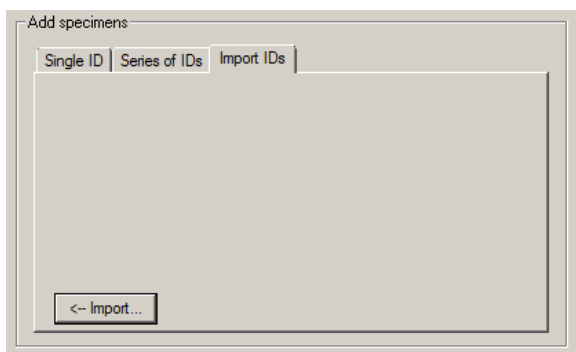 Add specimens
Single ID Series of IDs Import IDs
<-- Import...